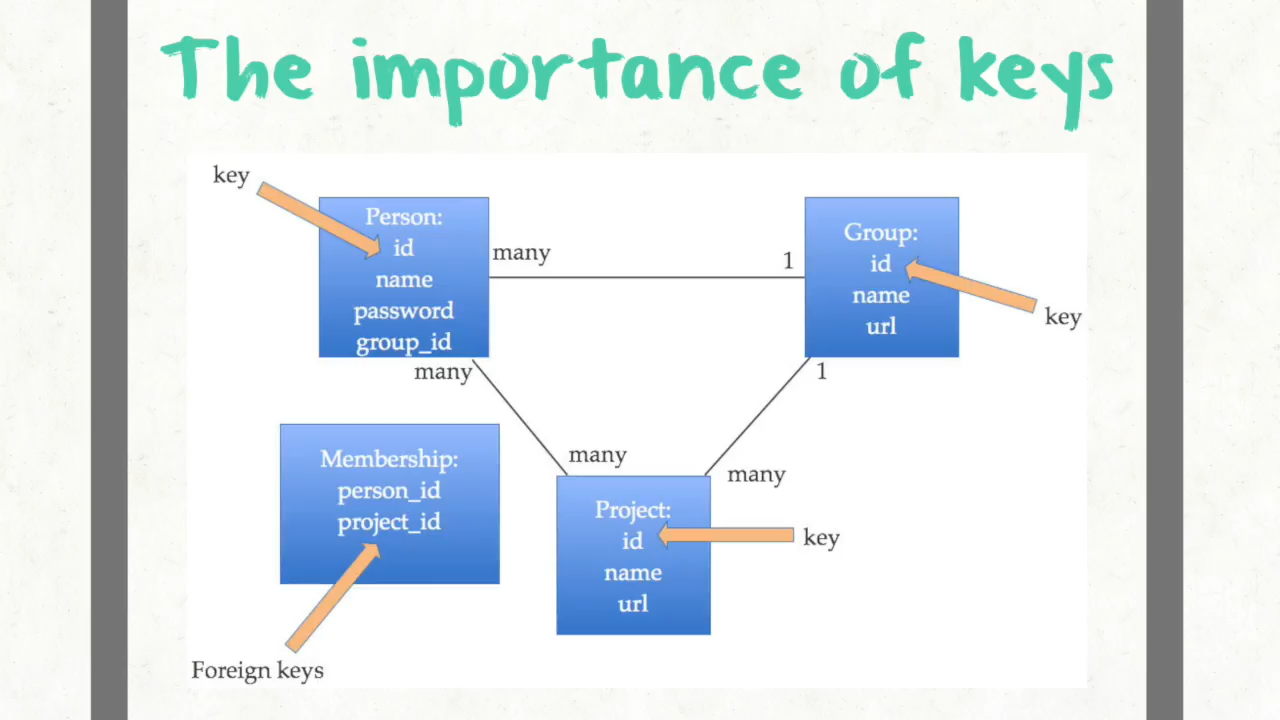 The importance of keys
key
Person:
id
name
password
group_id
many
1
Group:
id
name
url
key
many
1
Membership:
person_id
project_id
many
many
Project:
id
name
url
key
Foreign keys